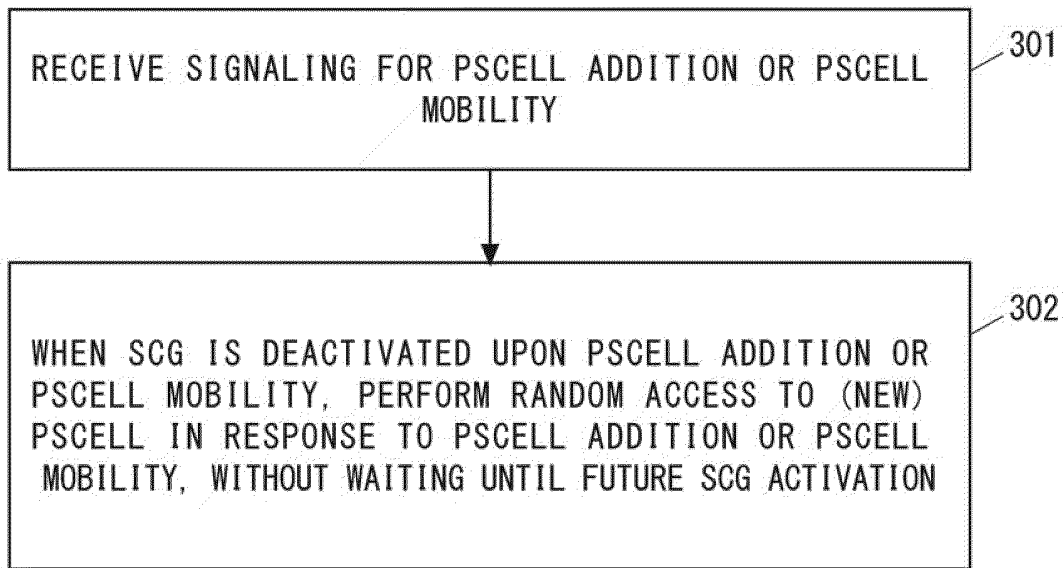 RECEIVE SIGNALING FOR PSCELL ADDITION OR PSCELL
MOBILITY
301
WHEN SCG IS DEACTIVATED UPON PSCELL ADDITION OR
PSCELL MOBILITY, PERFORM RANDOM ACCESS TO (NEW)
PSCELL IN RESPONSE TO PSCELL ADDITION OR PSCELL
MOBILITY, WITHOUT WAITING UNTIL FUTURE SCG ACTIVATION
302